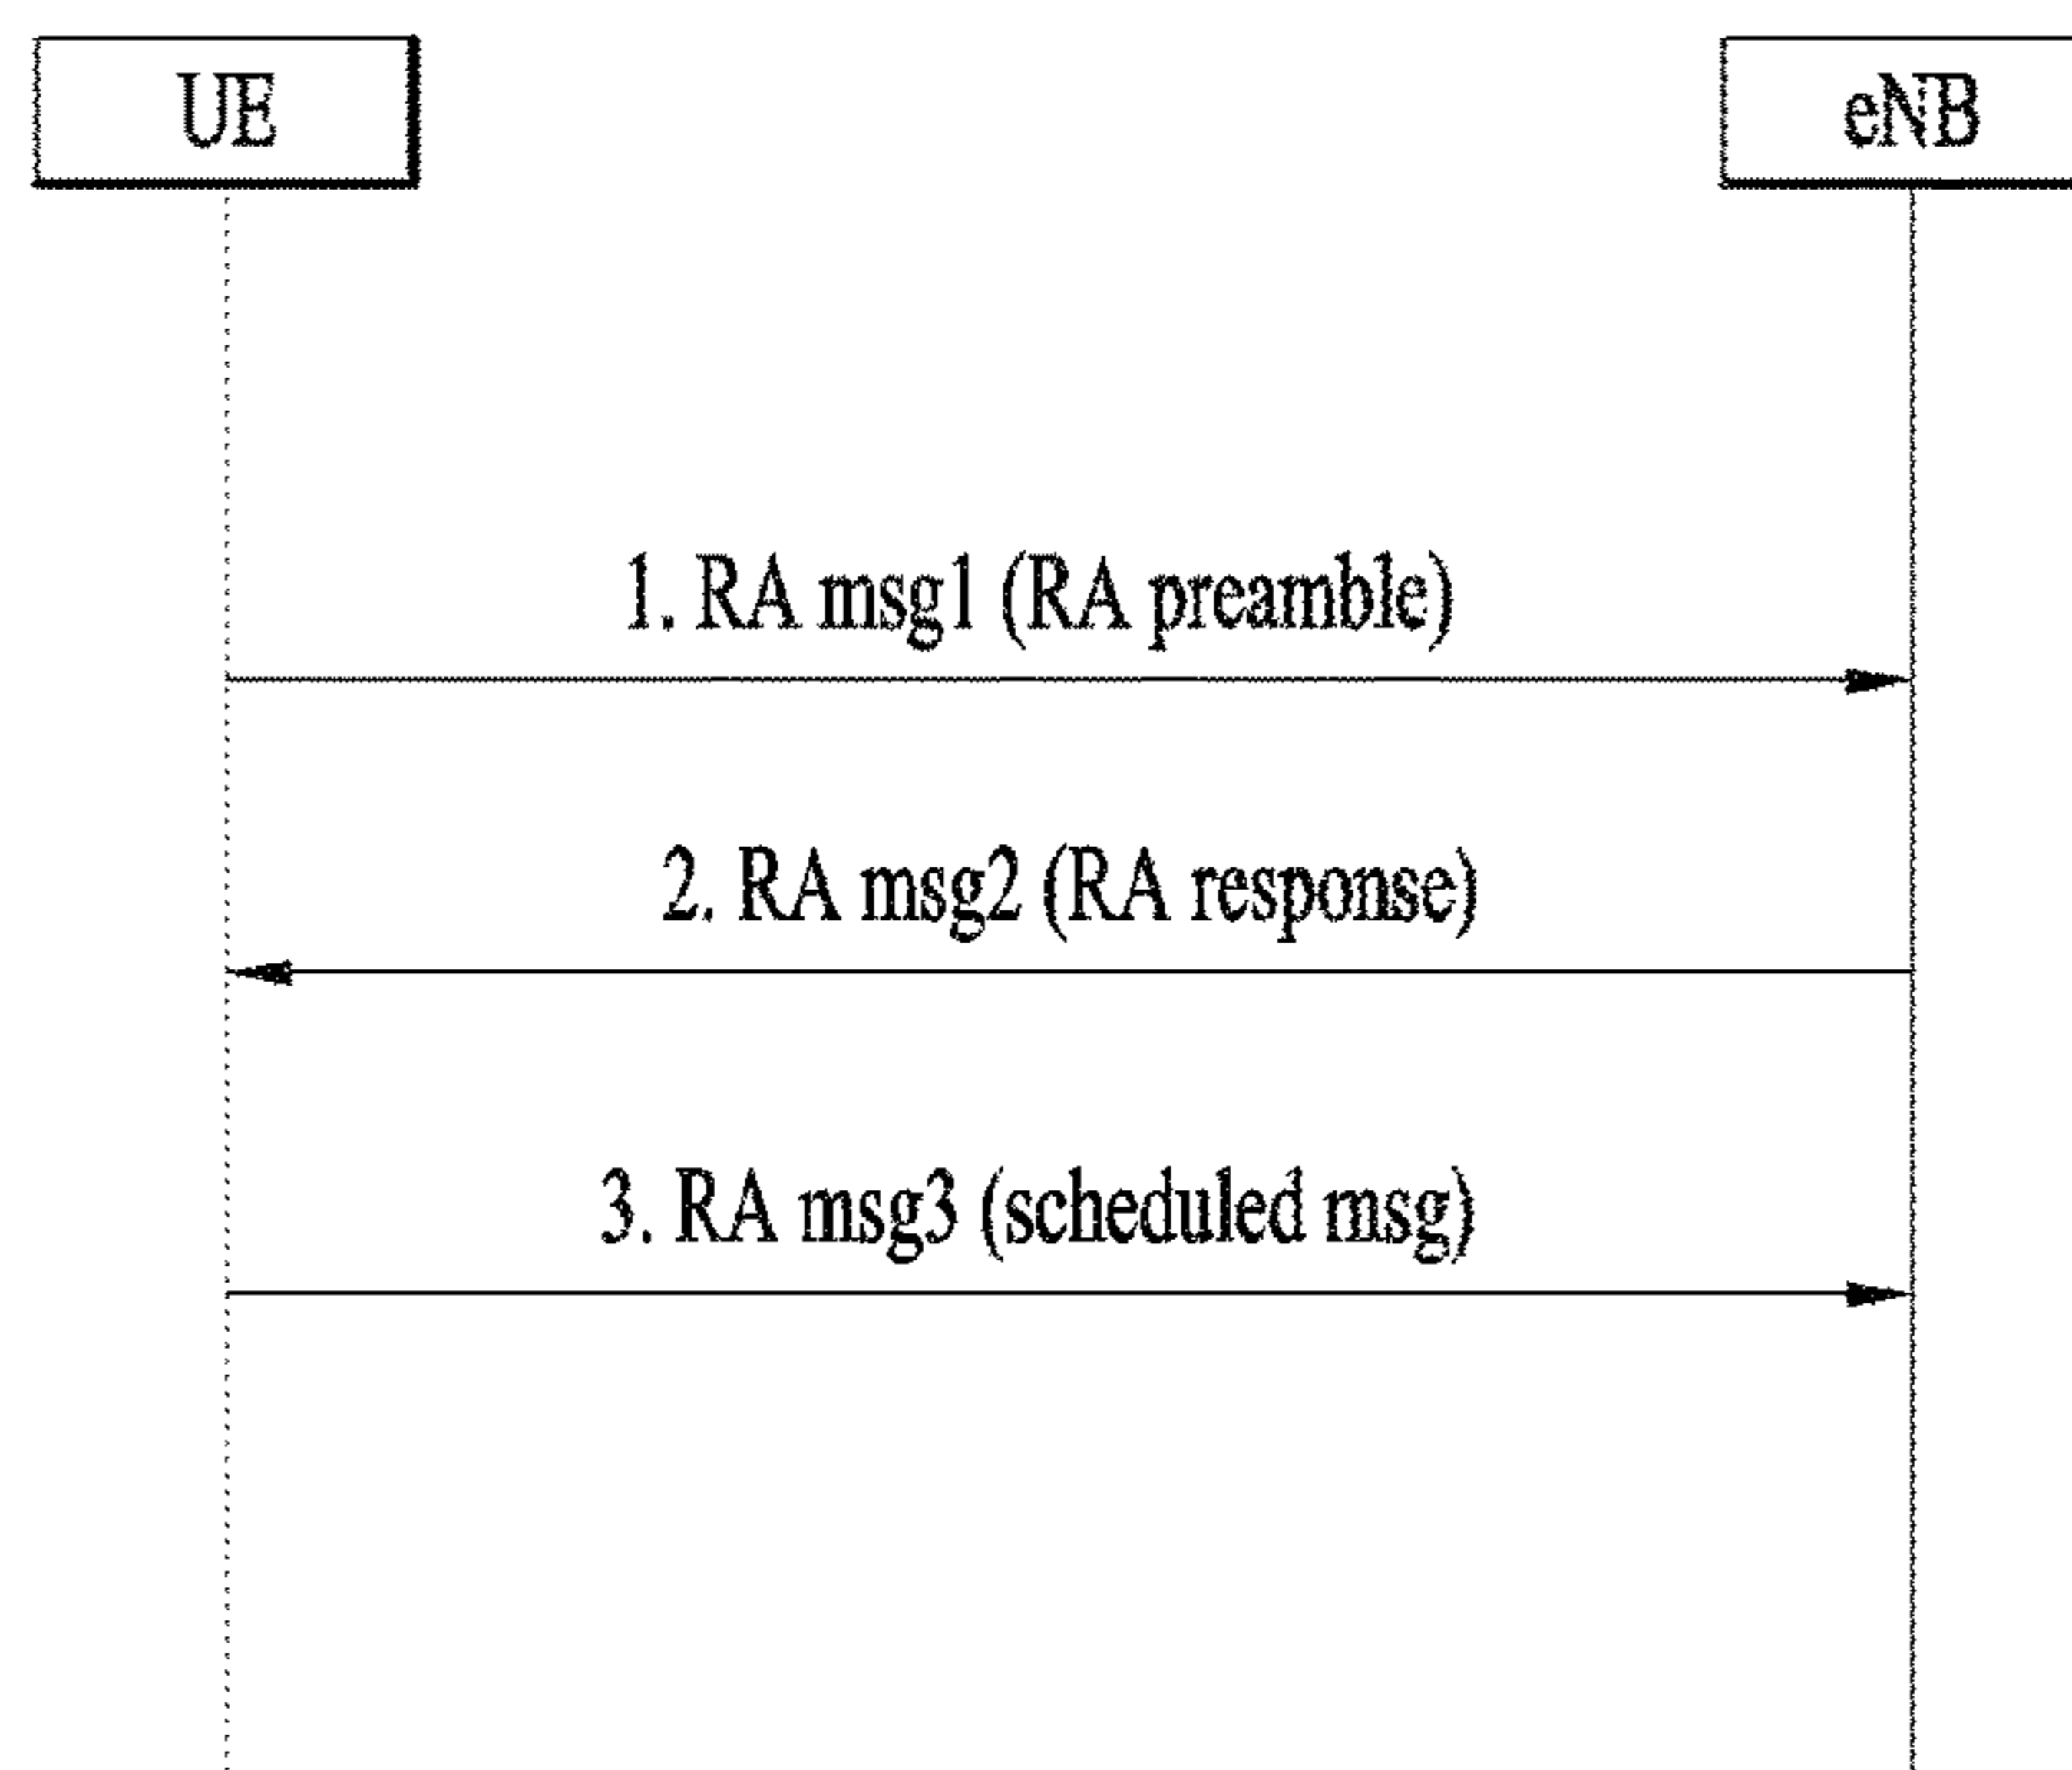 UE
eNB
1. RA msg1 (RA preamble)
2. RA msg2 (RA response)
3. RA msg3 (scheduled msg)